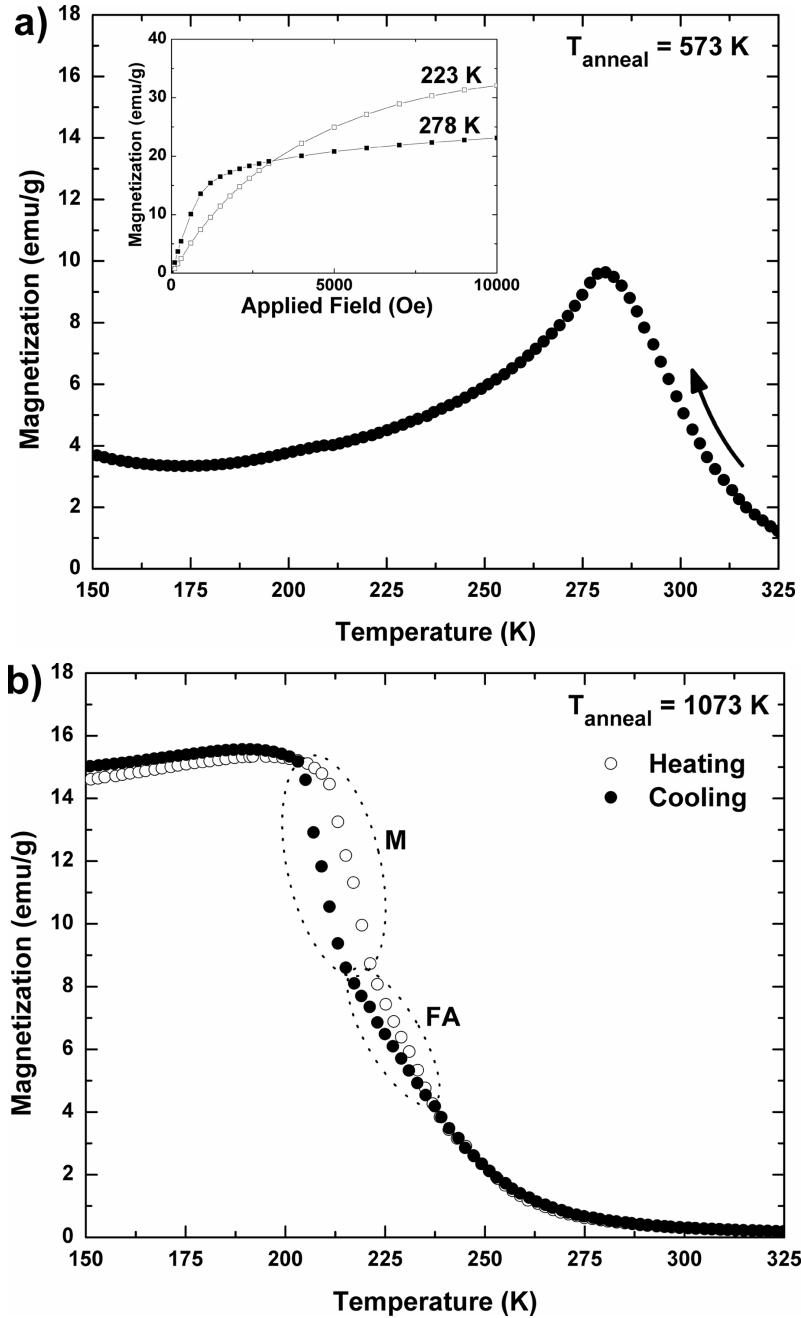 a)
18
16
14
12
10
8
6
4
2
0
Magnetization (emu/g)
T anneal = 573 K
40
30
20
10
0
Magnetization (emu/g)
223 K
278 K
0 5000 10000
Applied Field (Oe)
150 175 200 225 250 275 300 325
Temperature (K)
b)
18
16
14
12
10
8
6
4
2
0
Magnetization (emu/g)
T anneal = 1073 K
Heating
Cooling
M
FA
150 175 200 225 250 275 300 325
Temperature (K)